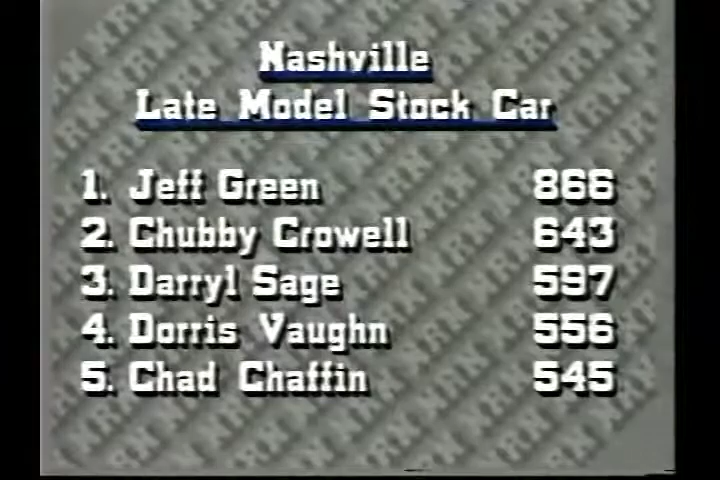 Nashville
Late Model Stock Car
1. Jeff Green 866
2. Chubby Crowell 643
3. Darryl Sage 597
4. Dorris Vaughn 556
5. Chad Chaffin 545